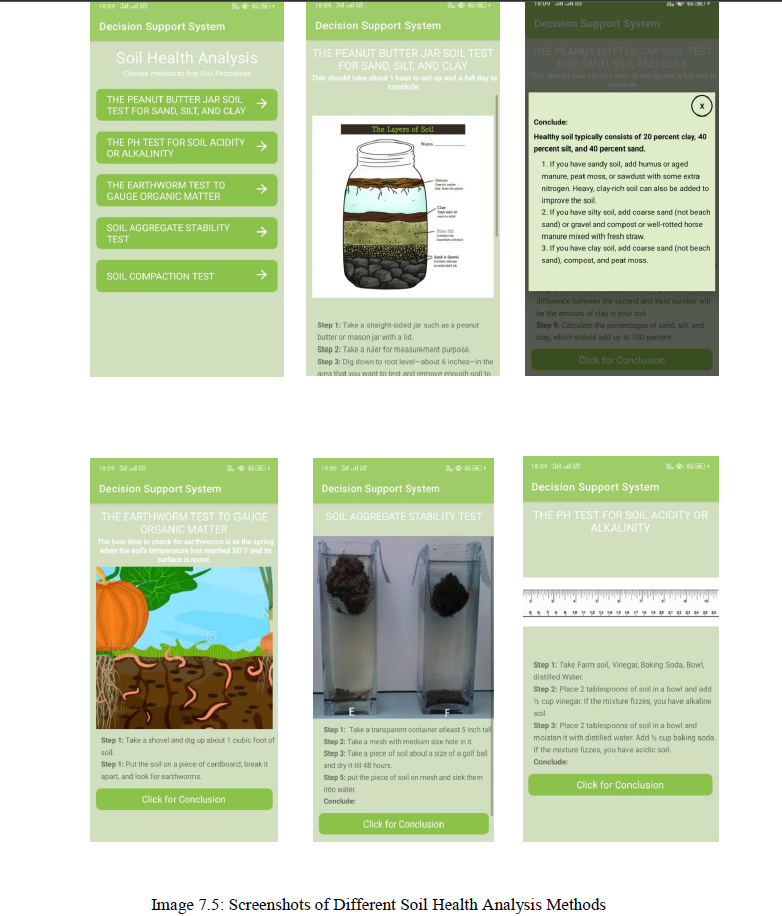 18:09
Decision Support System
Soil Health Analysis
Choose method to find Soil Peoperties
THE PEANUT BUTTER JAR SOIL
TEST FOR SAND, SILT, AND CLAY
THE PH TEST FOR SOIL ACIDITY
OR ALKALINITY
THE EARTHWORM TEST TO
GAUGE ORGANIC MATTER
SOIL AGGREGATE STABILITY
TEST
SOIL COMPACTION TEST
18:09
Decision Support System
THE PEANUT BUTTER JAR SOIL TEST
FOR SAND, SILT, AND CLAY
This should take about 1 hour to set up and a full day to
conclude.
The Layers of Soil
Name
Humus
Clay
Sand & Gravel
Step 1: Take a straight-sided jar such as a peanut
butter or mason jar with a lid.
Step 2: Take a ruler for measurement purpose.
Step 3: Dig down to root level—about 6 inches—in the
area that you want to test and remove enough soil to
18:09
Decision Support System
THE PEANUT BUTTER JAR SOIL TEST
FOR SAND, SILT, AND CLAY
This should take about 1 hour to set up and a full day to
conclude.
X
Conclude:
Healthy soil typically consists of 20 percent clay, 40
percent silt, and 40 percent sand.
1. If you have sandy soil, add humus or aged
manure, peat moss, or sawdust with some extra
nitrogen. Heavy, clay-rich soil can also be added to
improve the soil.
2. If you have silty soil, add coarse sand (not beach
sand) or gravel and compost or well-rotted horse
manure mixed with fresh straw.
3. If you have clay soil, add coarse sand (not beach
sand), compost, and peat moss.
difference between the second and third number will
be the amount of clay in your soil.
Step 9: Calculate the percentages of sand, silt, and
clay, which should add up to 100 percent.
Click for Conclusion
18:09
Decision Support System
THE EARTHWORM TEST TO GAUGE
ORGANIC MATTER
The best time to check for earthworms is in the spring
when the soil's temperature has reached 50°F and its
surface is moist.
Step 1: Take a shovel and dig up about 1 cubic foot of
soil.
Step 1: Put the soil on a piece of cardboard, break it
apart, and look for earthworms.
Click for Conclusion
18:09
Decision Support System
SOIL AGGREGATE STABILITY TEST
E F
Step 1: Take a transparent container atleast 5 inch tall
Step 2: Take a mesh with medium size hole in it.
Step 3: Take a piece of soil about a size of a golf ball
and dry it till 48 hours.
Step 5: put the piece of soil on mesh and sink them
into water.
Conclude:
Click for Conclusion
18:09
Decision Support System
THE PH TEST FOR SOIL ACIDITY OR
ALKALINITY
Step 1: Take Farm soil, Vinegar, Baking Soda, Bowl,
distilled Water.
Step 2: Place 2 tablespoons of soil in a bowl and add
½ cup vinegar. If the mixture fizzes, you have alkaline
soil.
Step 3: Place 2 tablespoons of soil in a bowl and
moisten it with distilled water. Add ½ cup baking soda.
If the mixture fizzes, you have acidic soil.
Conclude:
Click for Conclusion
Image 7.5: Screenshots of Different Soil Health Analysis Methods